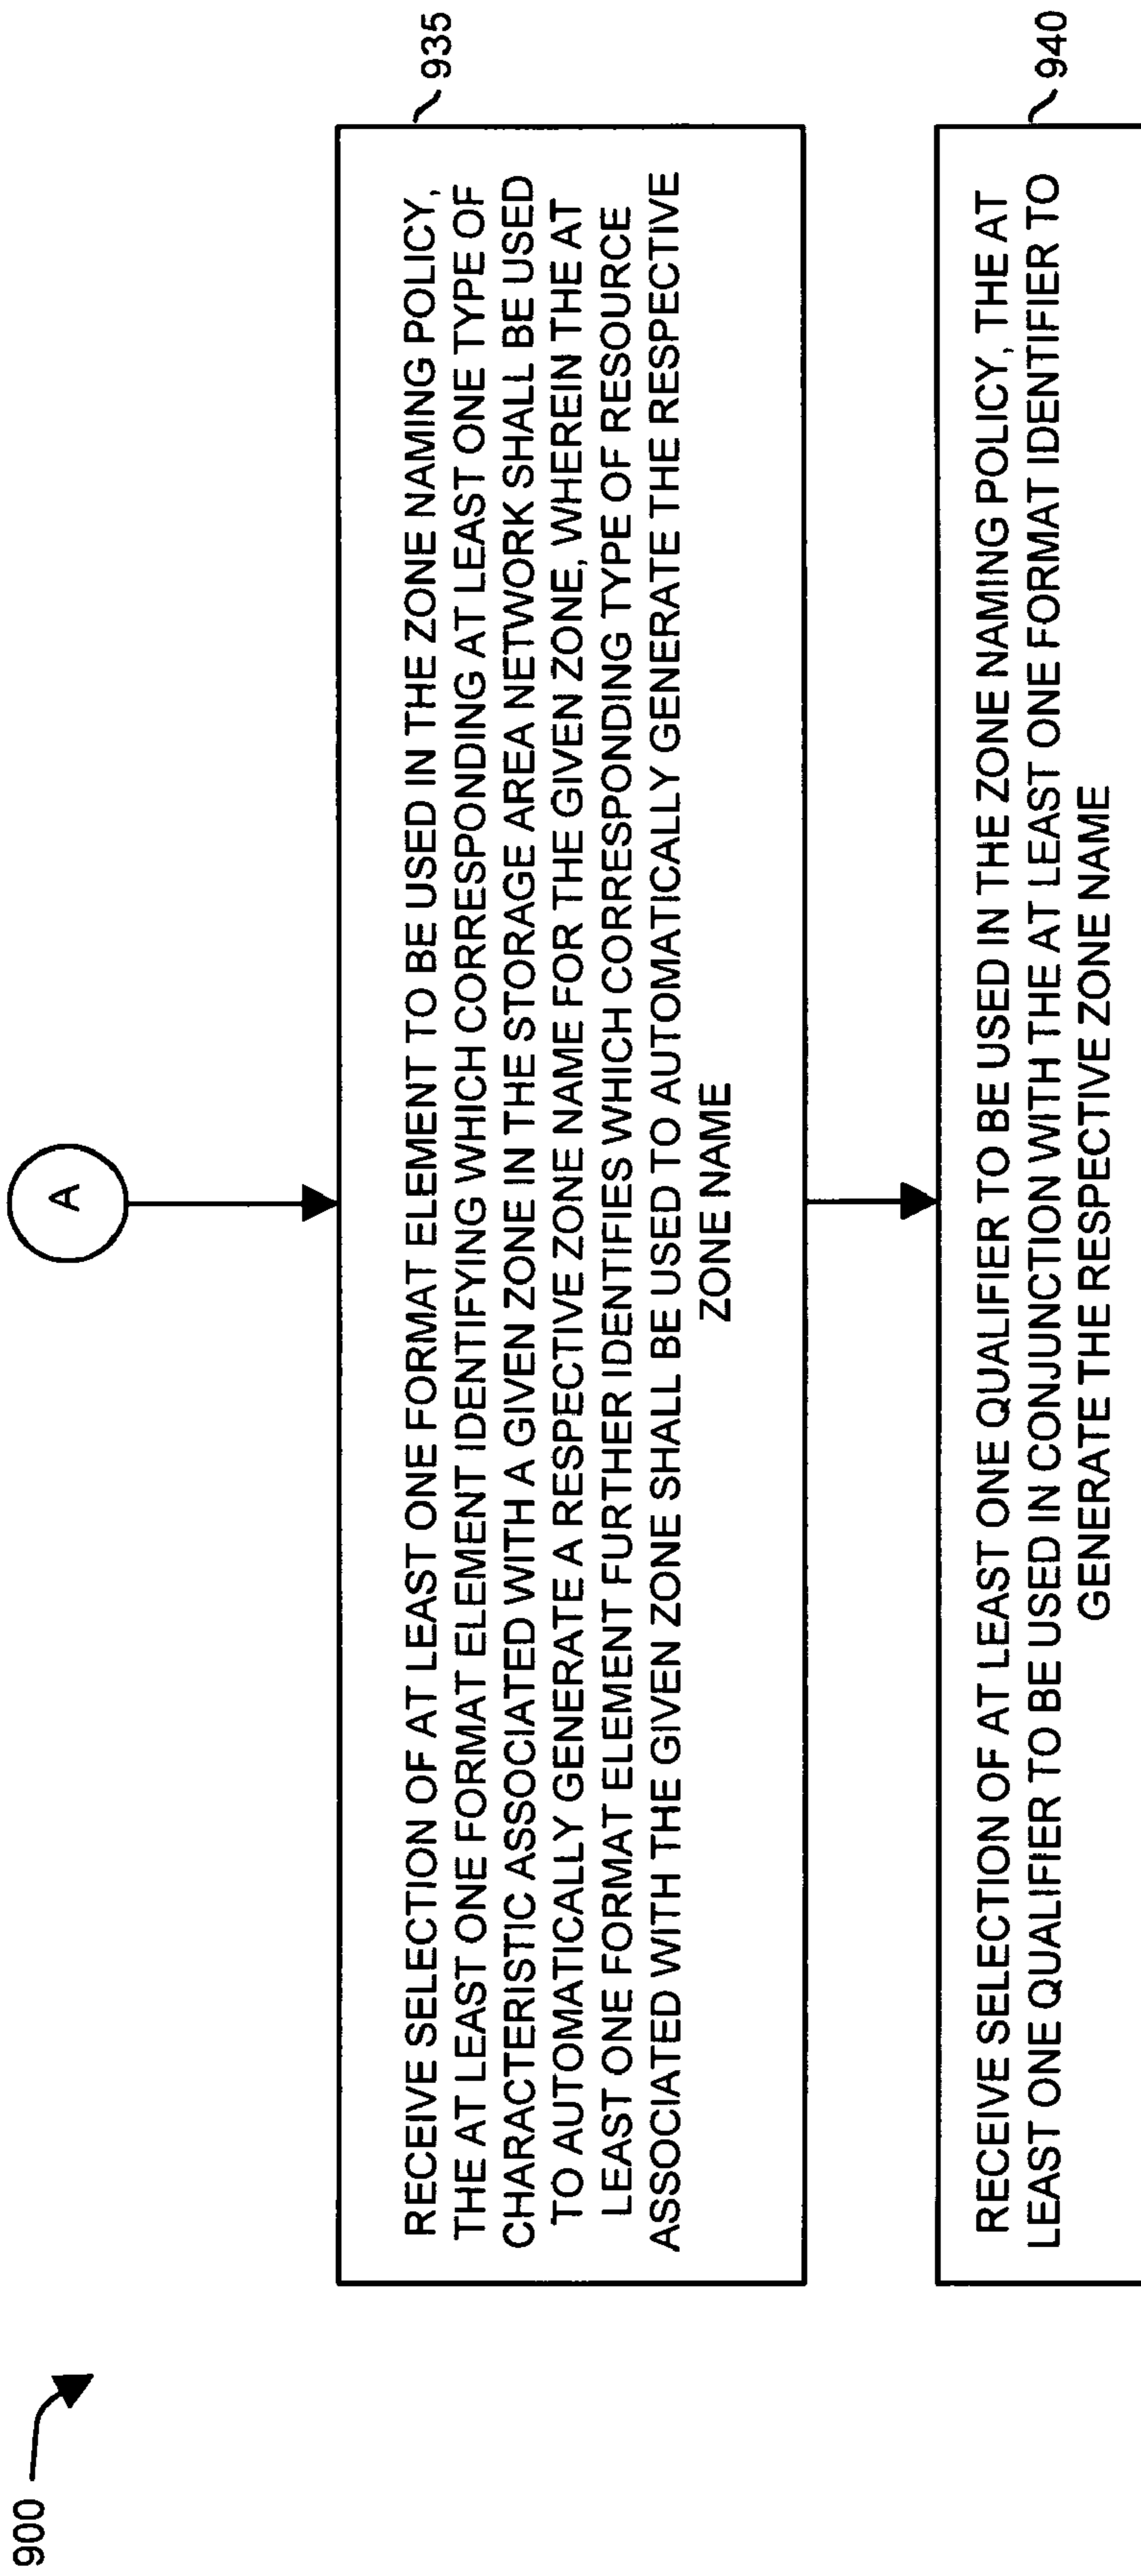 900
A
935
RECEIVE SELECTION OF AT LEAST ONE FORMAT ELEMENT TO BE USED IN THE ZONE NAMING POLICY,
THE AT LEAST ONE FORMAT ELEMENT IDENTIFYING WHICH CORRESPONDING AT LEAST ONE TYPE OF
CHARACTERISTIC ASSOCIATED WITH A GIVEN ZONE IN THE STORAGE AREA NETWORK SHALL BE USED
TO AUTOMATICALLY GENERATE A RESPECTIVE ZONE NAME FOR THE GIVEN ZONE, WHEREIN THE AT
LEAST ONE FORMAT ELEMENT FURTHER IDENTIFIES WHICH CORRESPONDING TYPE OF RESOURCE
ASSOCIATED WITH THE GIVEN ZONE SHALL BE USED TO AUTOMATICALLY GENERATE THE RESPECTIVE
ZONE NAME
940
RECEIVE SELECTION OF AT LEAST ONE QUALIFIER TO BE USED IN THE ZONE NAMING POLICY, THE AT
LEAST ONE QUALIFIER TO BE USED IN CONJUNCTION WITH THE AT LEAST ONE FORMAT IDENTIFIER TO
GENERATE THE RESPECTIVE ZONE NAME